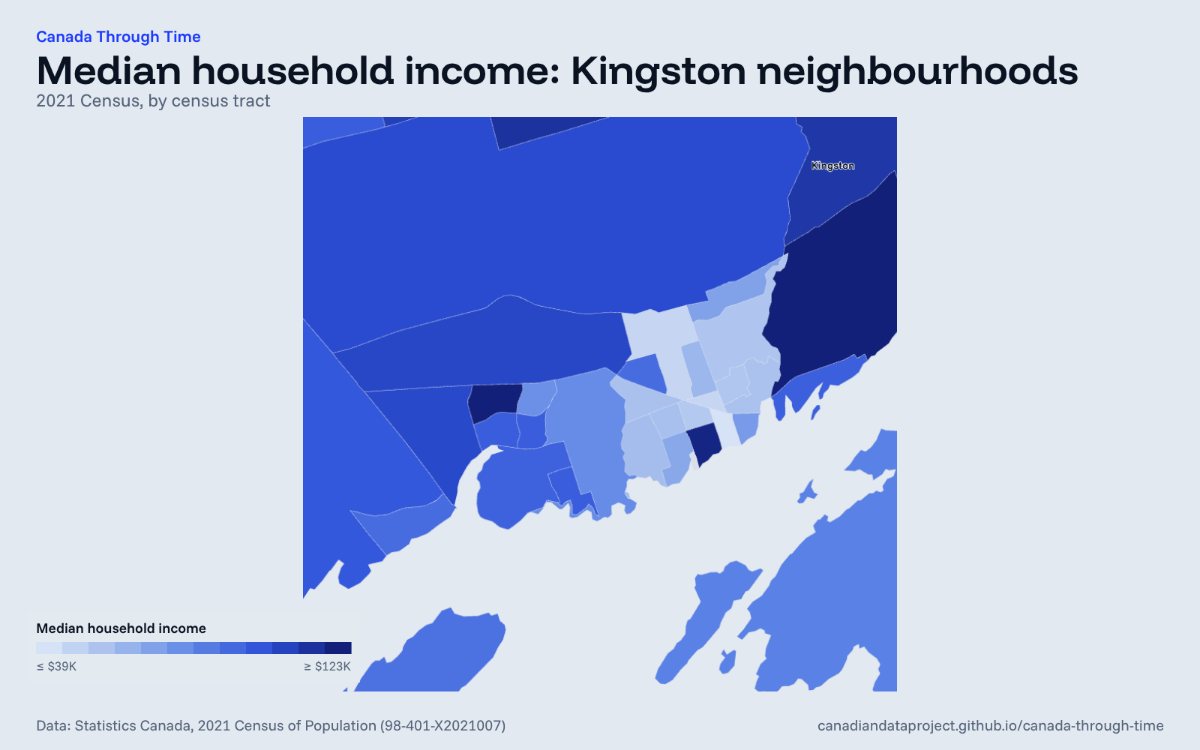 Canada Through Time
Median household income: Kingston neighbourhoods
2021 Census, by census tract
Kingston
Median household income
≤ $39K
≥ $123K
Data: Statistics Canada, 2021 Census of Population (98-401-X2021007)
canadiandataproject.github.io/canada-through-time